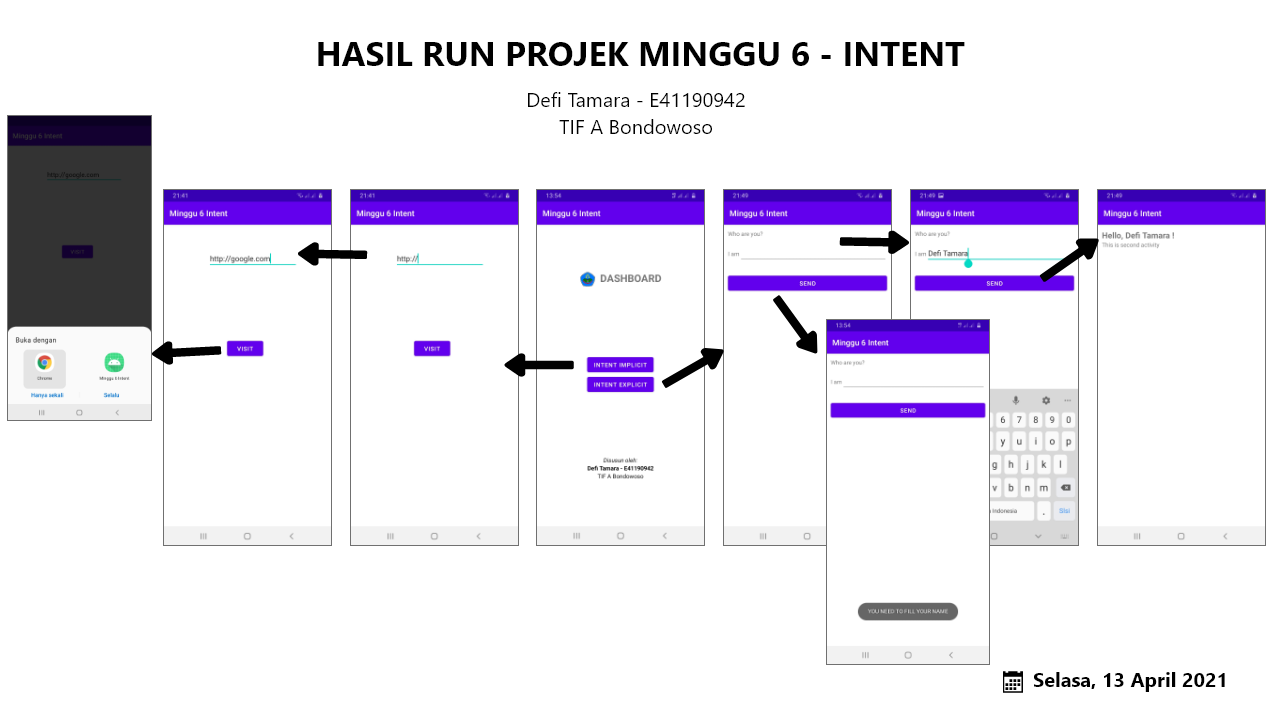 HASIL RUN PROJEK MINGGU 6 - INTENT
Defi Tamara - E41190942
TIF A Bondowoso
Minggu 6 Intent
http://google.com
VISIT
Buka dengan
Chrome
Minggu 6 Intent
Hanya sekali
Selalu
21:41
Minggu 6 Intent
http://google.com
VISIT
21:41
Minggu 6 Intent
http://
VISIT
13:54
Minggu 6 Intent
DASHBOARD
INTENT IMPLICIT
INTENT EXPLICIT
Disusun oleh:
Defi Tamara - E41190942
TIF A Bondowoso
21:49
Minggu 6 Intent
Who are you?
I am
SEND
13:54
Minggu 6 Intent
Who are you?
I am
SEND
YOU NEED TO FILL YOUR NAME
21:49
Minggu 6 Intent
Who are you?
I am Defi Tamara
SEND
6 7 8 9 0
y u i o p
g h j k l
v b n m
Indonesia . Sisi
21:49
Minggu 6 Intent
Hello, Defi Tamara !
This is second activity
Selasa, 13 April 2021